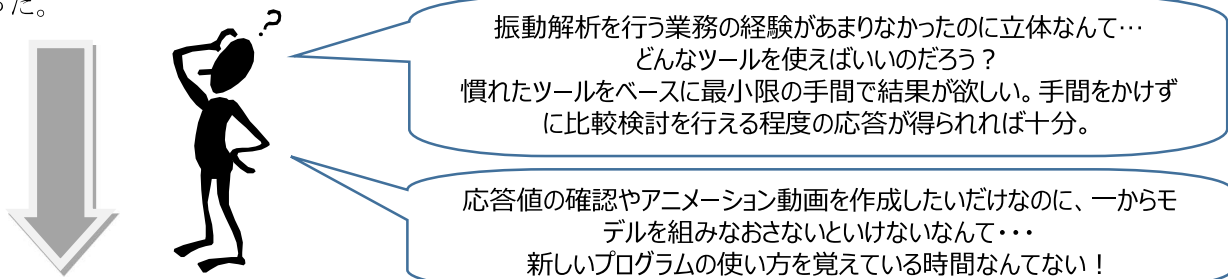 った。
?
振動解析を行う業務の経験があまりなかったのに立体なんて…
どんなツールを使えばいいのだろう？
慣れたツールをベースに最小限の手間で結果が欲しい。手間をかけず
に比較検討を行える程度の応答が得られれば十分。
応答値の確認やアニメーション動画を作成したいだけなのに、一からモ
デルを組みなおさないといけないなんて・・・
新しいプログラムの使い方を覚えている時間なんてない！